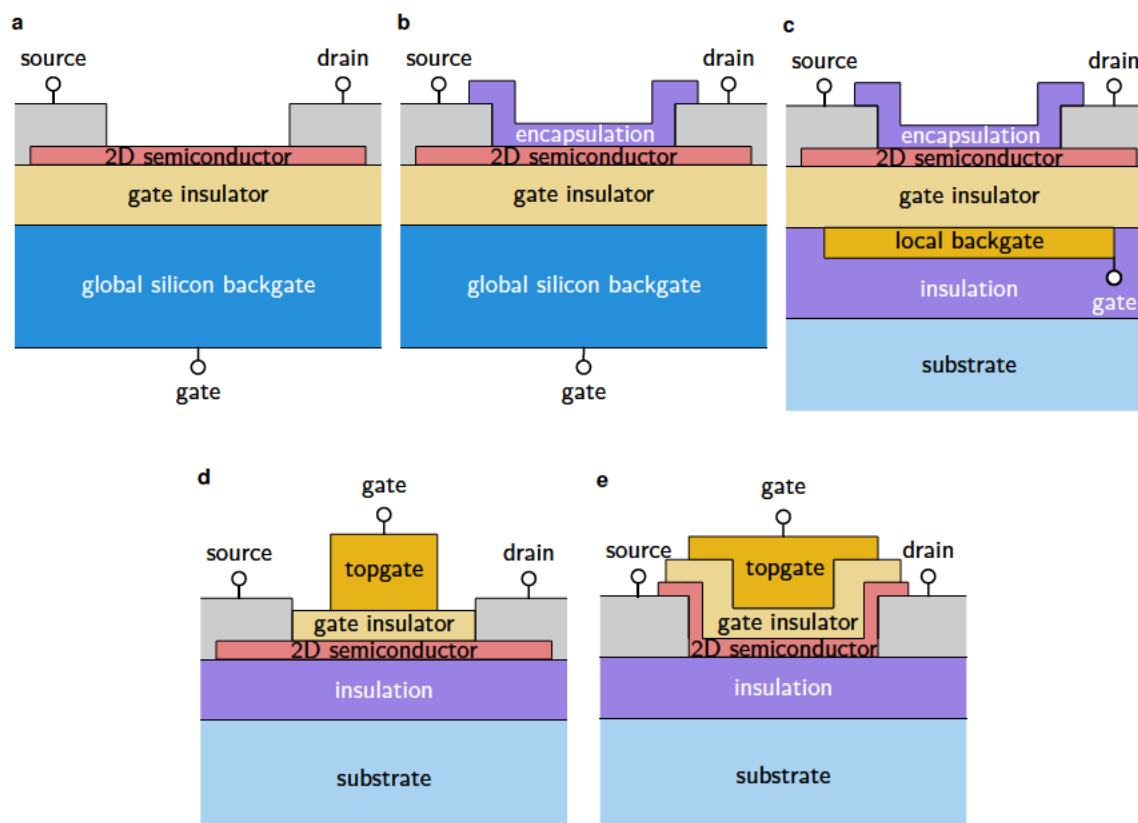 a
source
drain
2D semiconductor
gate insulator
global silicon backgate
gate
b
source
drain
encapsulation
2D semiconductor
gate insulator
global silicon backgate
gate
c
source
drain
encapsulation
2D semiconductor
gate insulator
local backgate
insulation
gate
substrate
d
gate
source
drain
topgate
gate insulator
2D semiconductor
insulation
substrate
e
gate
source
drain
topgate
gate insulator
2D semiconductor
insulation
substrate